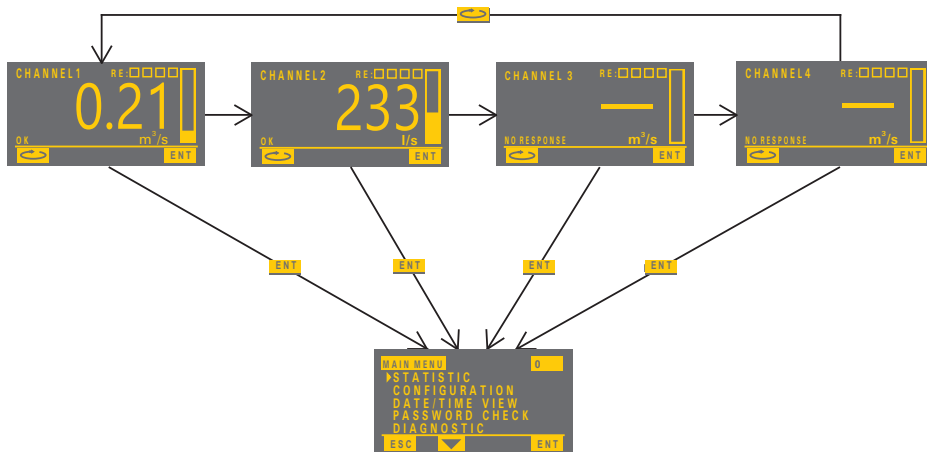 CHANNEL1 RE:
0.21
OK m³/s
ENT
CHANNEL2 RE:
233
OK l/s
ENT
CHANNEL 3 RE:
NO RESPONSE m³/s
ENT
CHANNEL4 RE:
NO RESPONSE m³/s
ENT
ENT
ENT
ENT
ENT
MAIN MENU 0
STATISTIC
CONFIGURATION
DATE/TIME VIEW
PASSWORD CHECK
DIAGNOSTIC
ESC ENT